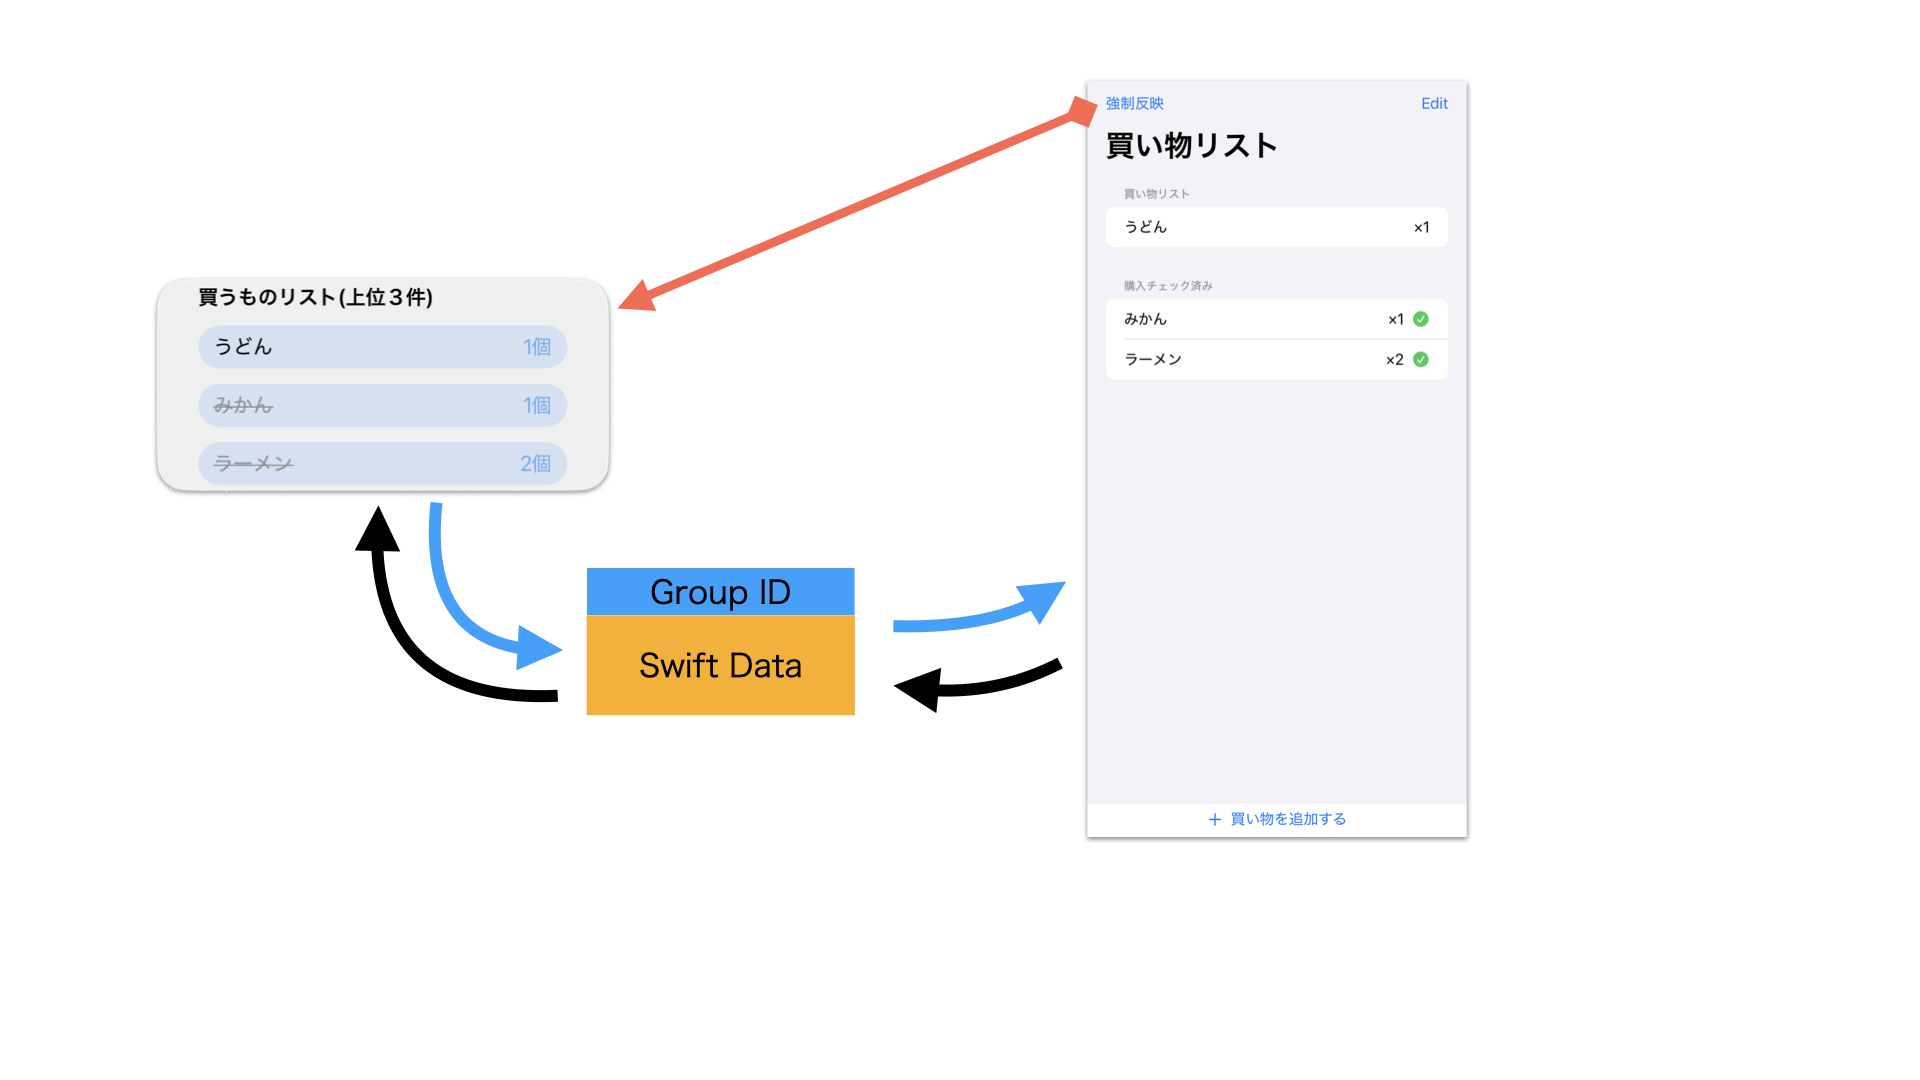 買うものリスト(上位３件)
うどん 1個
みかん 1個
ラーメン 2個
Group ID
Swift Data
強制反映 Edit
買い物リスト
買い物リスト
うどん ×1
購入チェック済み
みかん ×1
ラーメン ×2
＋ 買い物を追加する